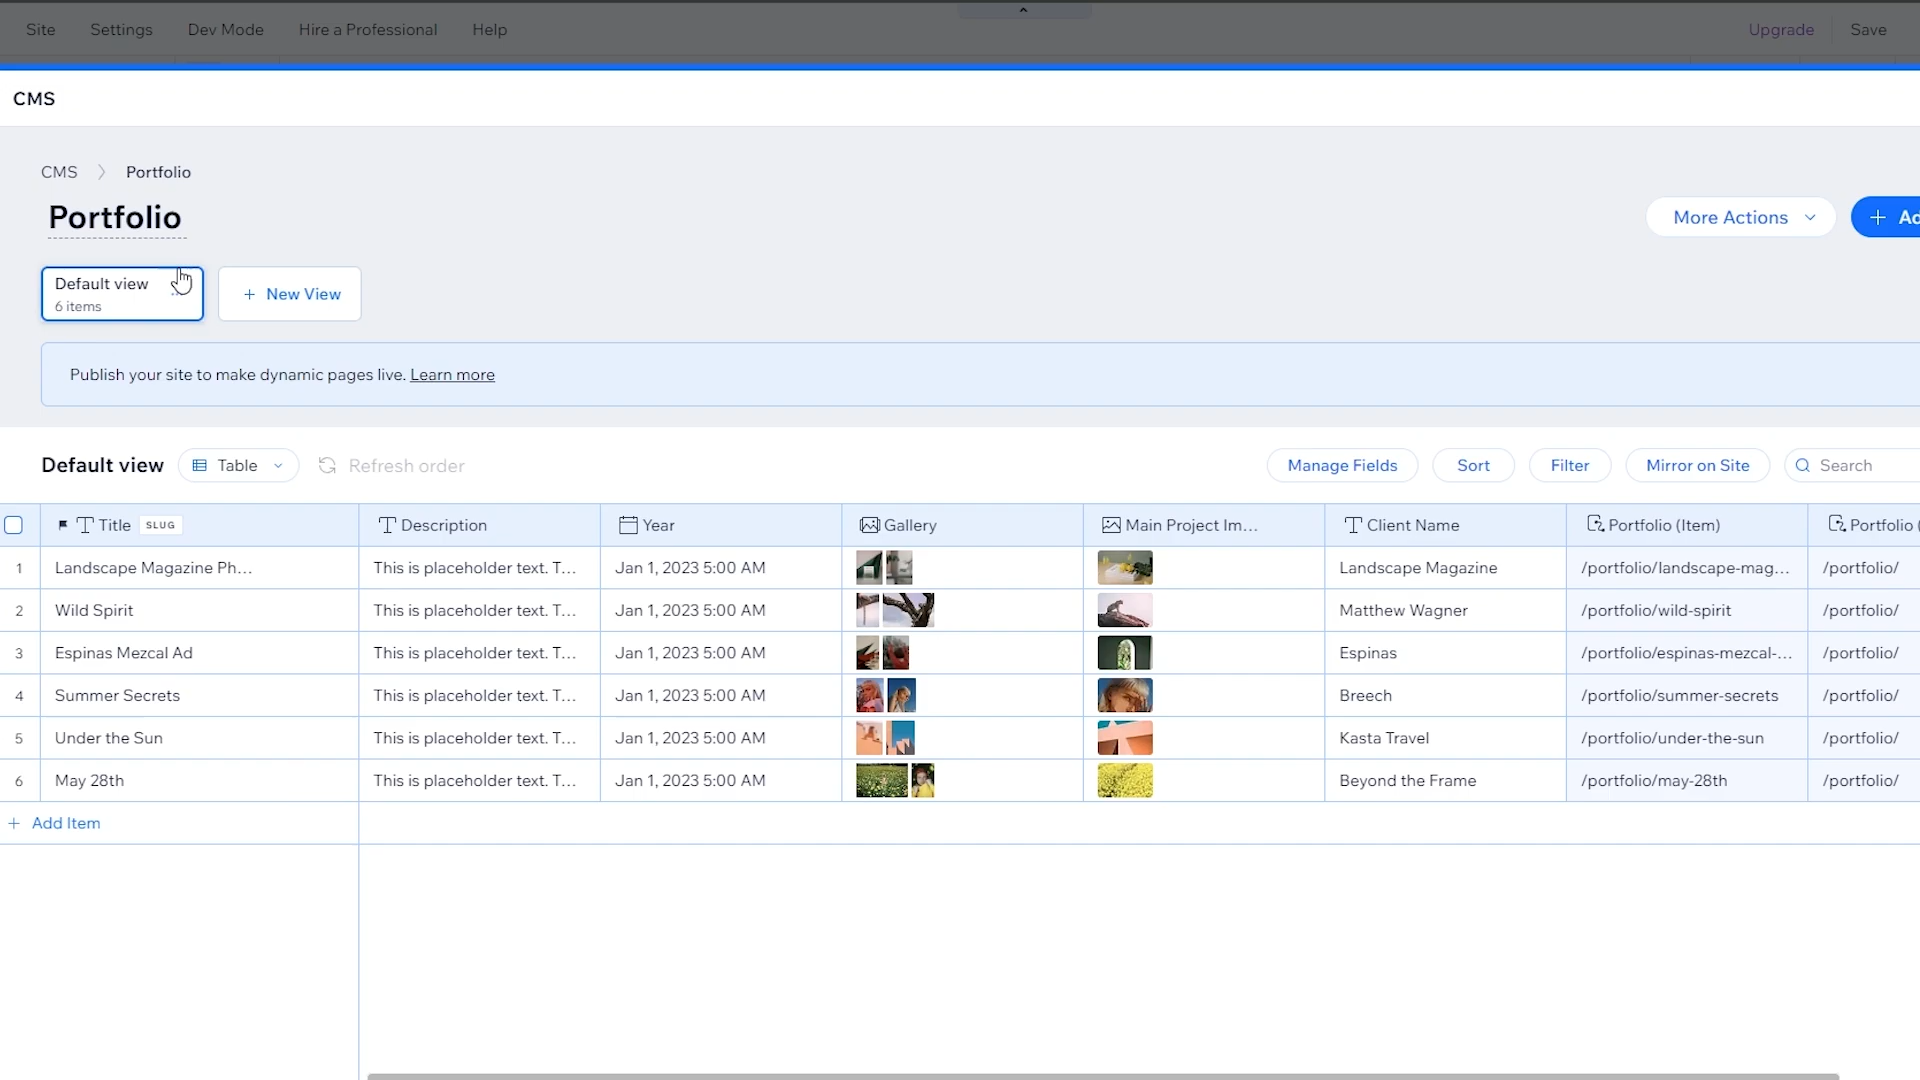 Site Settings Dev Mode Hire a Professional Help Upgrade Save
CMS
CMS Portfolio
Portfolio
More Actions + Ad
Default view
6 items
+ New View
Publish your site to make dynamic pages live. Learn more
Default view Table Refresh order Manage Fields Sort Filter Mirror on Site Search
Title SLUG Description Year Gallery Main Project Im... Client Name Portfolio (Item) Portfolio (
1 Landscape Magazine Ph... This is placeholder text. T... Jan 1, 2023 5:00 AM Landscape Magazine /portfolio/landscape-mag... /portfolio/
2 Wild Spirit This is placeholder text. T... Jan 1, 2023 5:00 AM Matthew Wagner /portfolio/wild-spirit /portfolio/
3 Espinas Mezcal Ad This is placeholder text. T... Jan 1, 2023 5:00 AM Espinas /portfolio/espinas-mezcal-... /portfolio/
4 Summer Secrets This is placeholder text. T... Jan 1, 2023 5:00 AM Breech /portfolio/summer-secrets /portfolio/
5 Under the Sun This is placeholder text. T... Jan 1, 2023 5:00 AM Kasta Travel /portfolio/under-the-sun /portfolio/
6 May 28th This is placeholder text. T... Jan 1, 2023 5:00 AM Beyond the Frame /portfolio/may-28th /portfolio/
+ Add Item